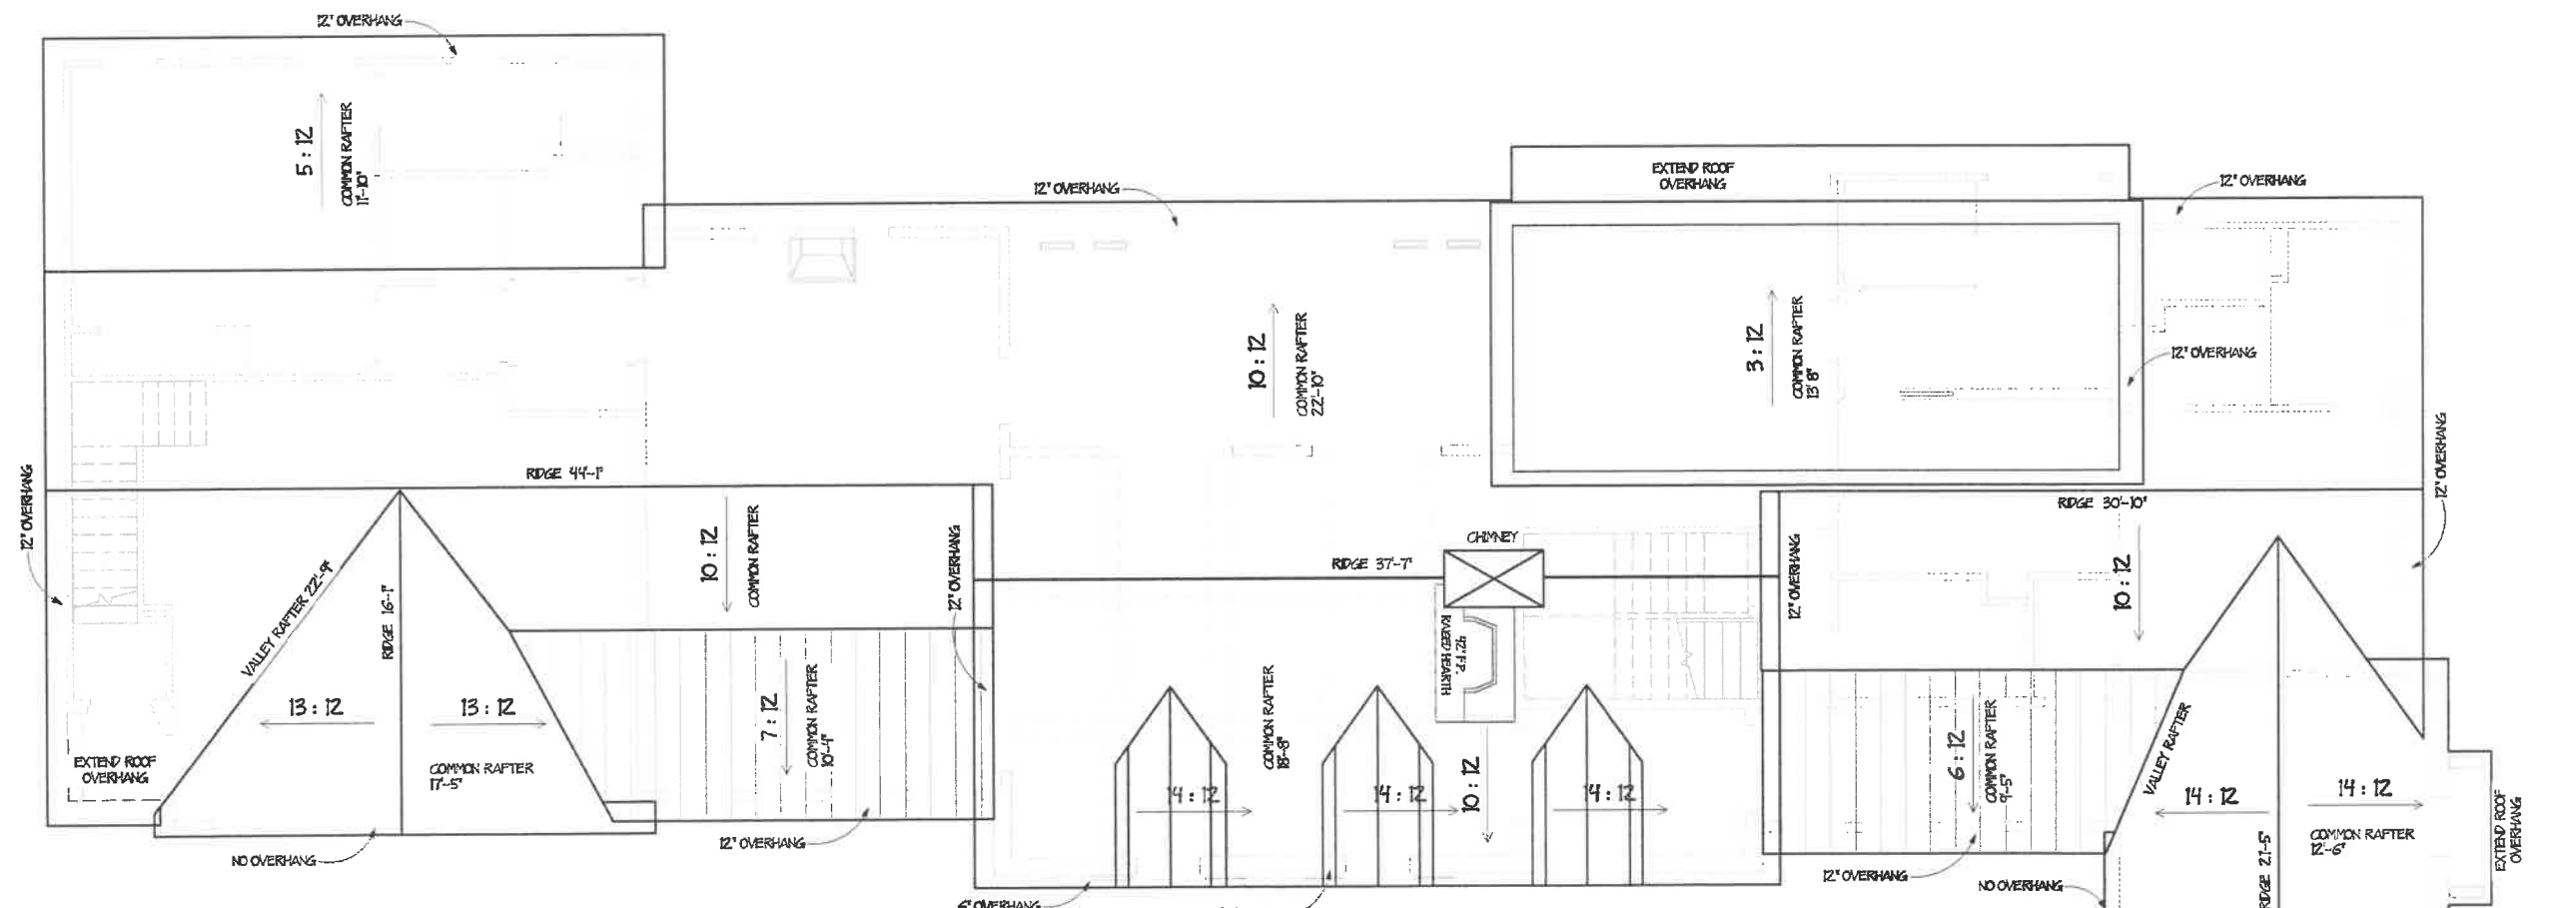 12" OVERHANG
5 : 12
COMMON RAFTER
11'-10"
12" OVERHANG
EXTEND ROOF
OVERHANG
12" OVERHANG
10 : 12
COMMON RAFTER
22'-10"
3 : 12
COMMON RAFTER
13' 8"
12" OVERHANG
12" OVERHANG
12" OVERHANG
RIDGE 44'-1"
RIDGE 30'-10"
10 : 12
COMMON RAFTER
12" OVERHANG
CHIMNEY
RIDGE 37'-7"
12" OVERHANG
10 : 12
VALLEY RAFTER 22'-9"
RIDGE 16'-1"
42" F.P.
RAISED HEARTH
13 : 12
13 : 12
7 : 12
COMMON RAFTER
10'-4"
COMMON RAFTER
18'-8"
6 : 12
COMMON RAFTER
9'-5"
VALLEY RAFTER
EXTEND ROOF
OVERHANG
COMMON RAFTER
17'-5"
14 : 12
14 : 12
10 : 12
14 : 12
14 : 12
14 : 12
COMMON RAFTER
12'-6"
EXTEND ROOF
OVERHANG
NO OVERHANG
12" OVERHANG
12" OVERHANG
NO OVERHANG
RIDGE 21'-5"
6" OVERHANG